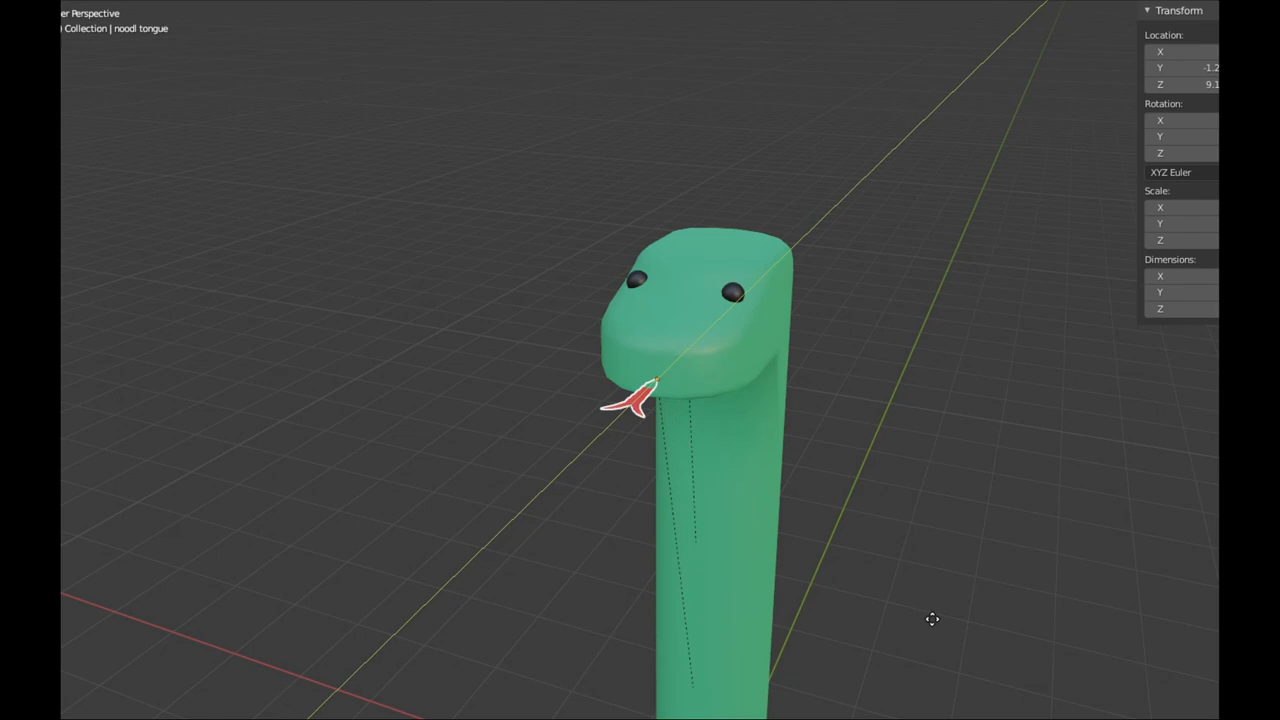 er Perspective
) Collection | noodl tongue
Transform
Location:
X
Y -1.2
Z 9.1
Rotation:
X
Y
Z
XYZ Euler
Scale:
X
Y
Z
Dimensions:
X
Y
Z